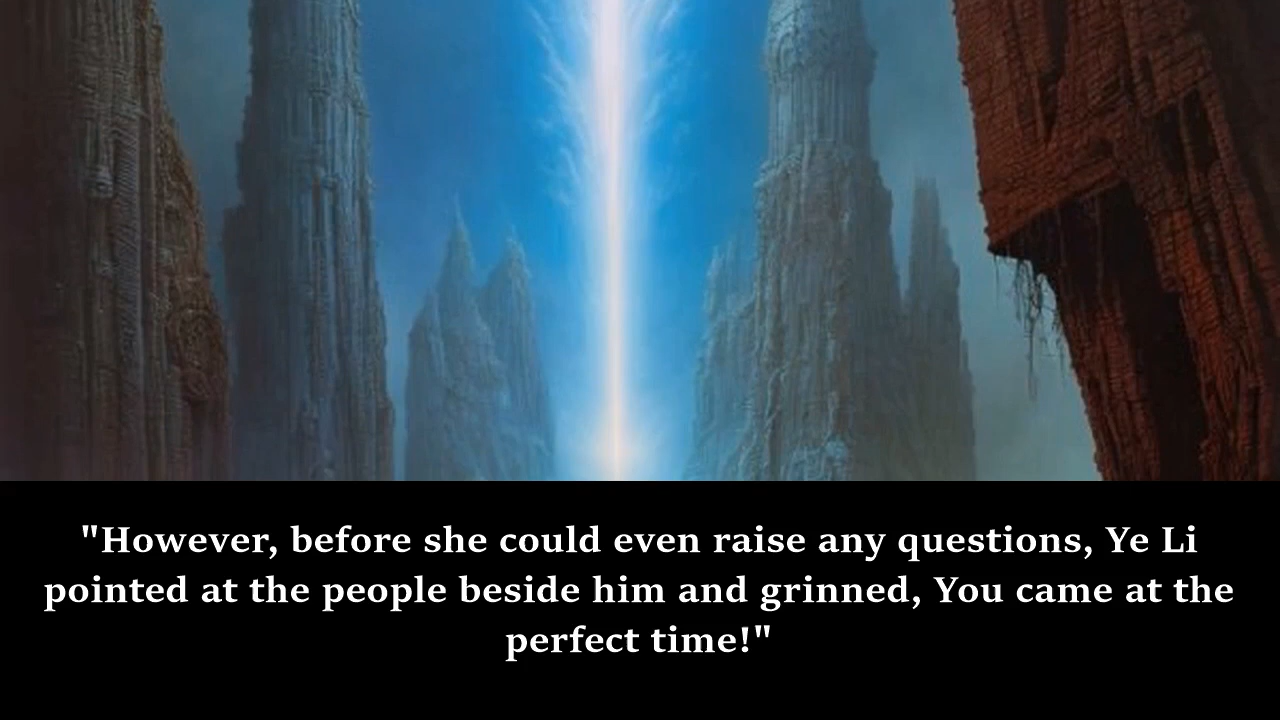 "However, before she could even raise any questions, Ye Li
pointed at the people beside him and grinned, You came at the
perfect time!"